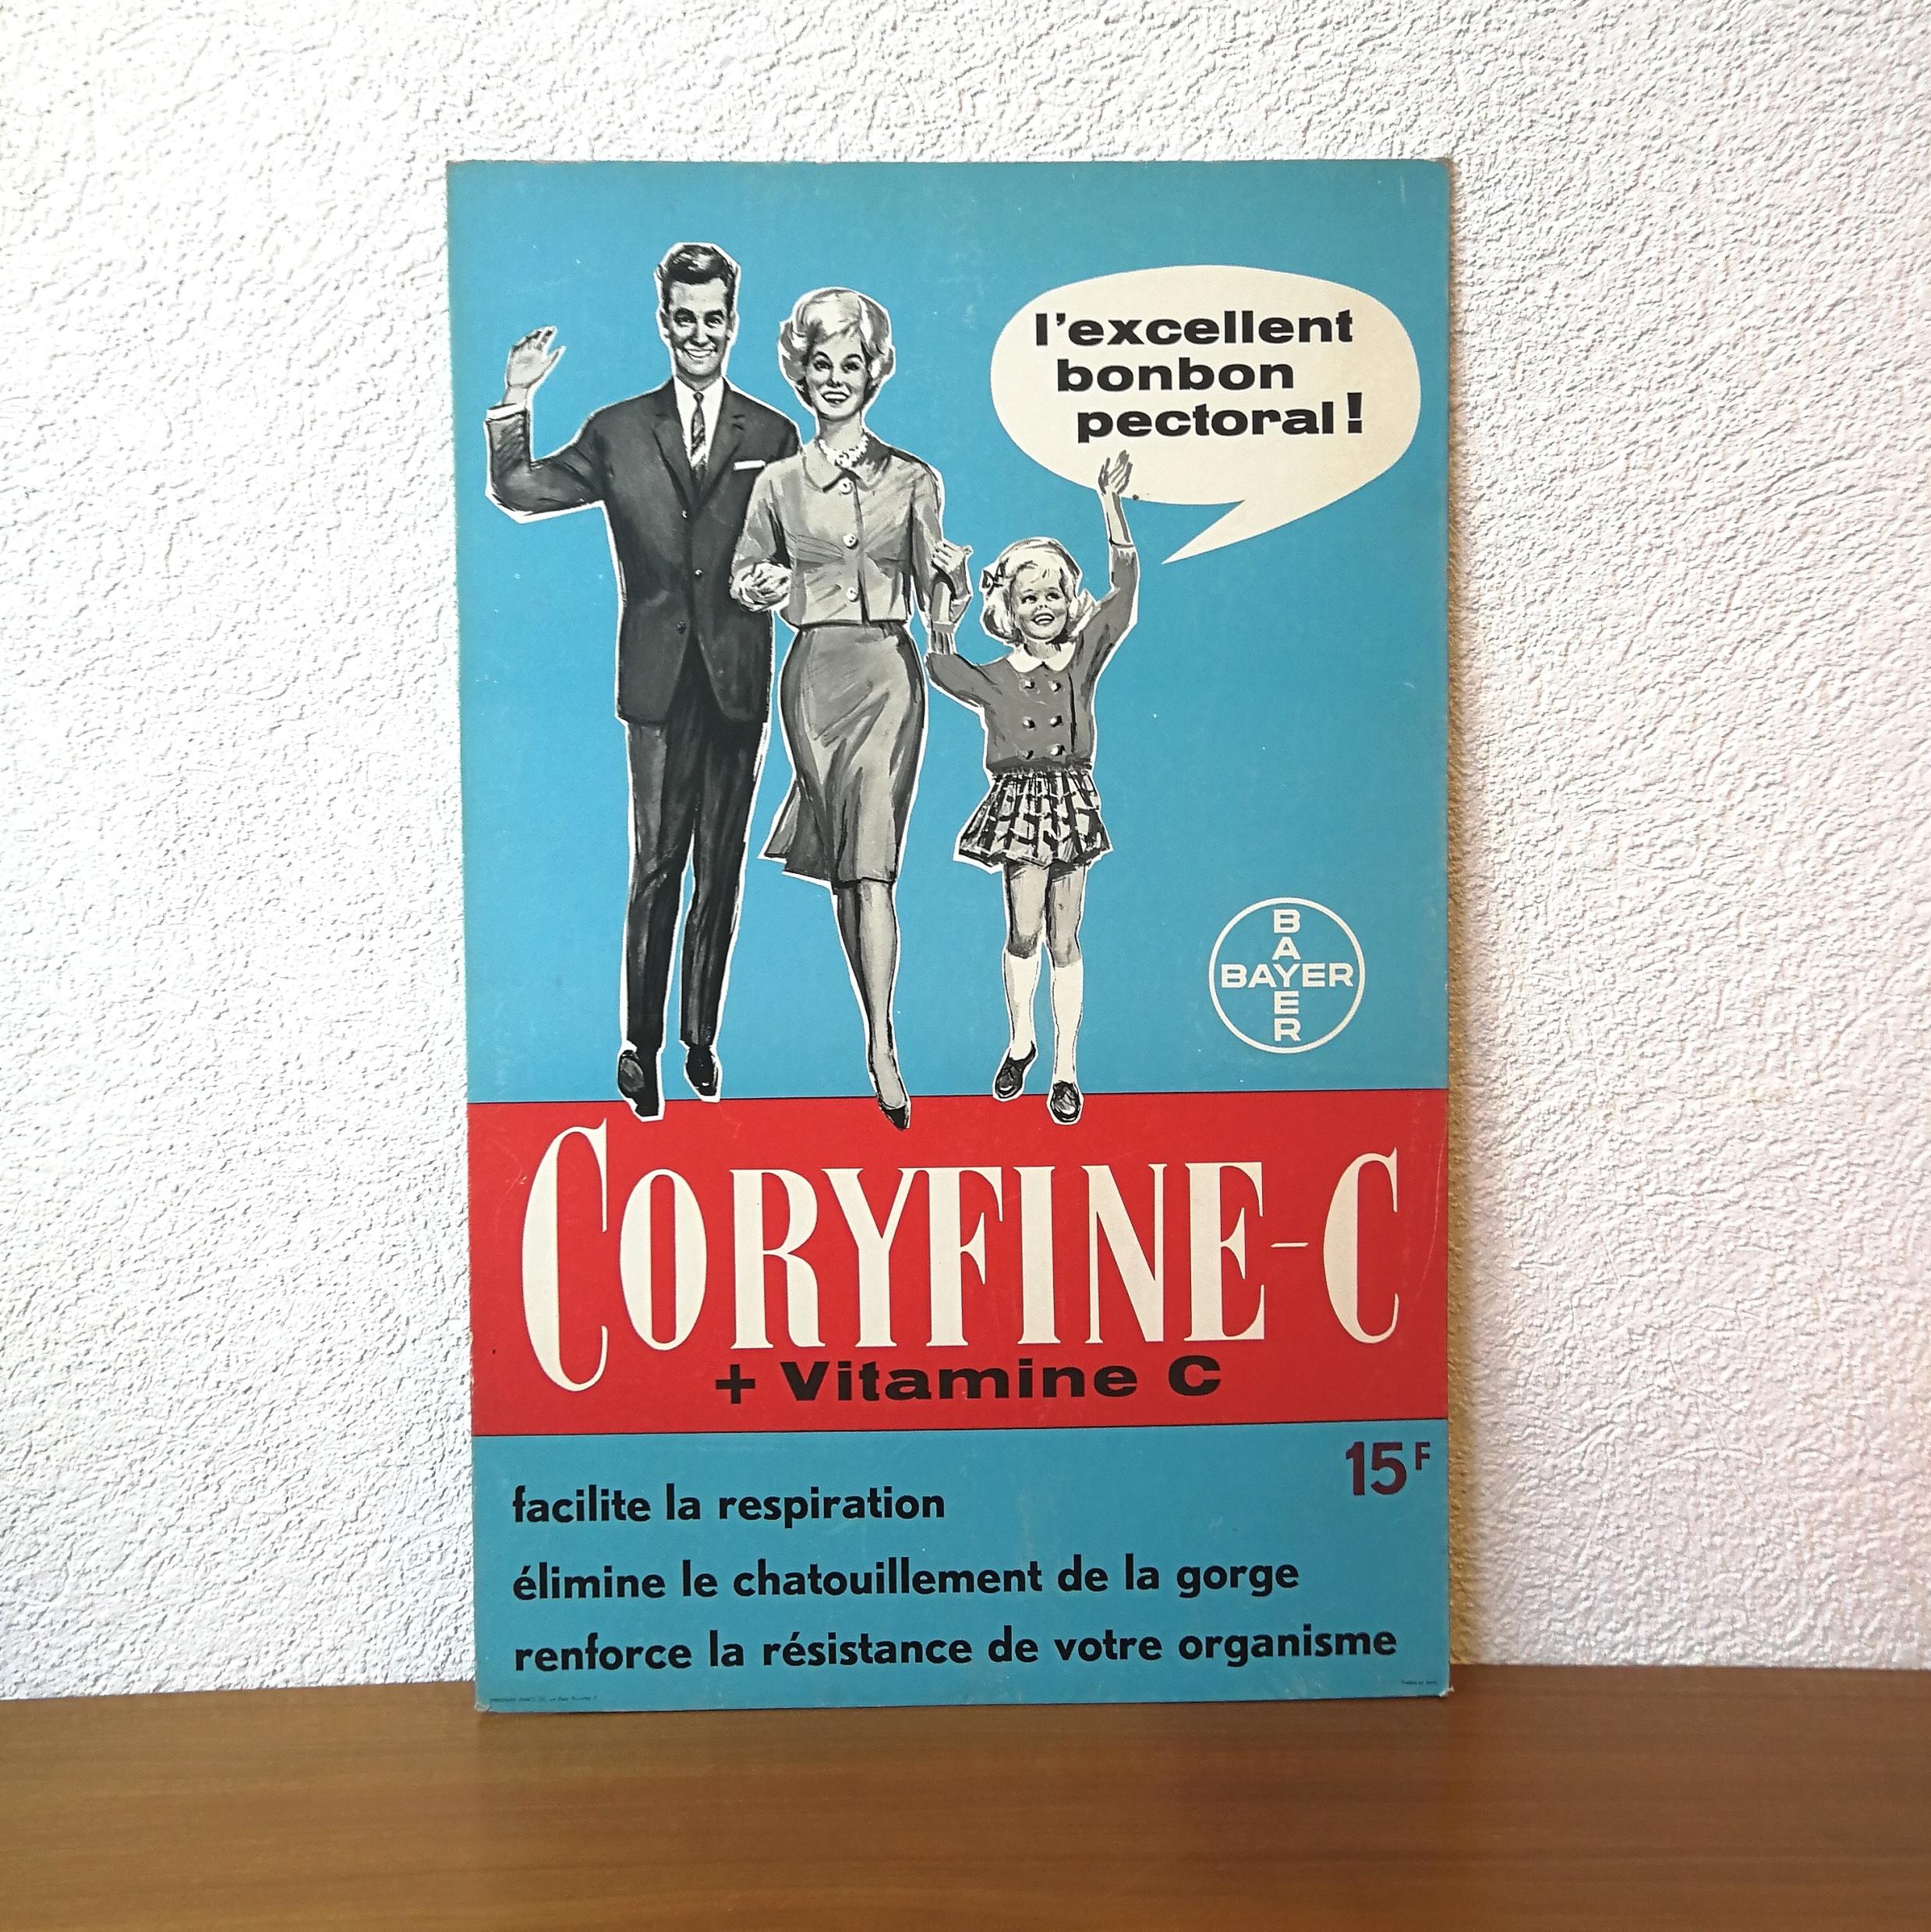 l'excellent
bonbon
pectoral!
BAYER
BAYER
CORYFINE-C
+ Vitamine C
15F
facilite la respiration
élimine le chatouillement de la gorge
renforce la résistance de votre organisme